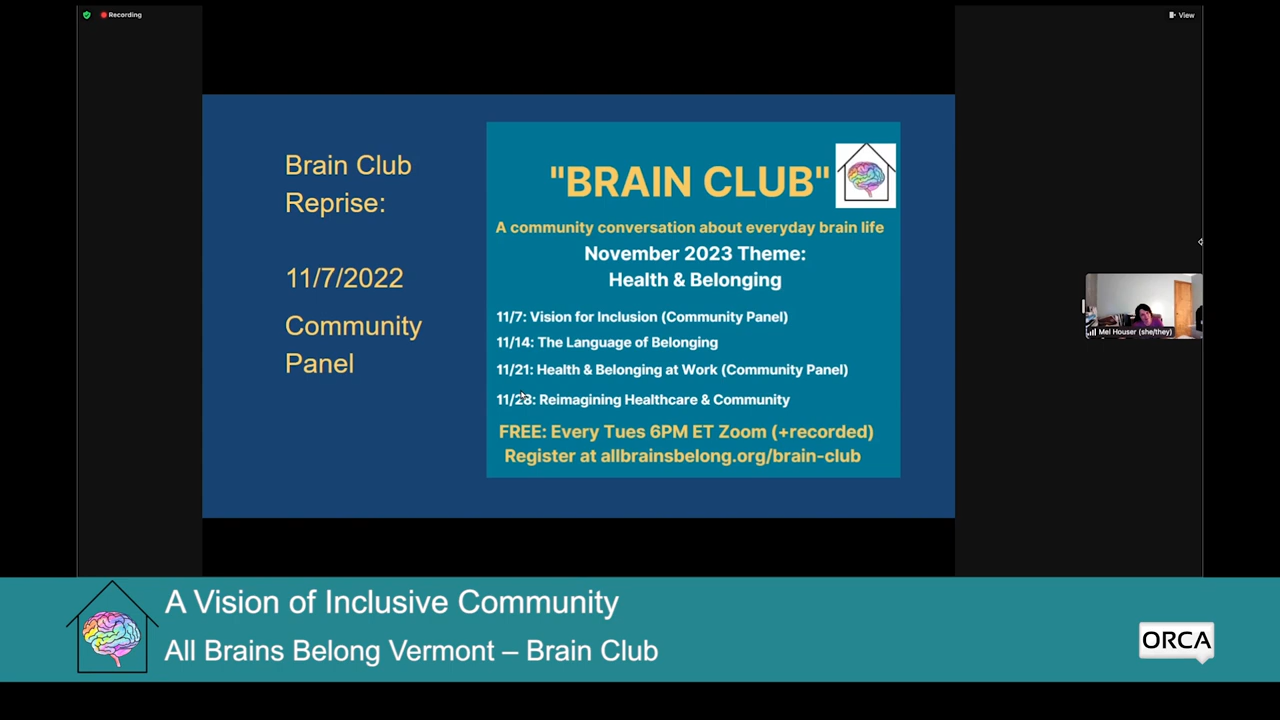 Recording
View
Brain Club
Reprise:
11/7/2022
Community
Panel
"BRAIN CLUB"
A community conversation about everyday brain life
November 2023 Theme:
Health & Belonging
11/7: Vision for Inclusion (Community Panel)
11/14: The Language of Belonging
11/21: Health & Belonging at Work (Community Panel)
11/28: Reimagining Healthcare & Community
FREE: Every Tues 6PM ET Zoom (+recorded)
Register at allbrainsbelong.org/brain-club
Mel Houser (she/they)
A Vision of Inclusive Community
All Brains Belong Vermont – Brain Club
ORCA